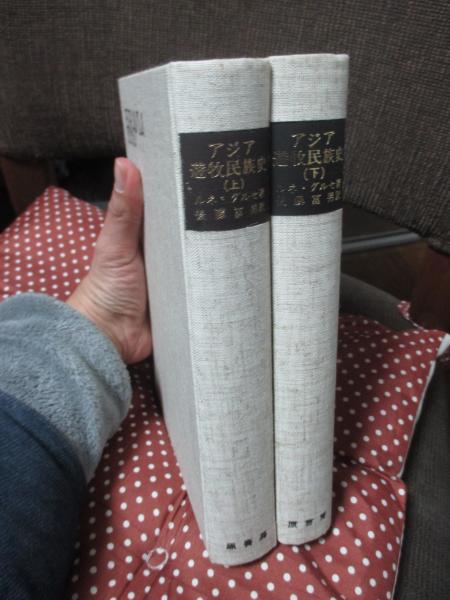 アジア
遊牧民族史
(上)
ルネ・グルセ著
後藤冨男訳
原書房
アジア
遊牧民族史
(下)
ルネ・グルセ著
後藤冨男訳
原書房